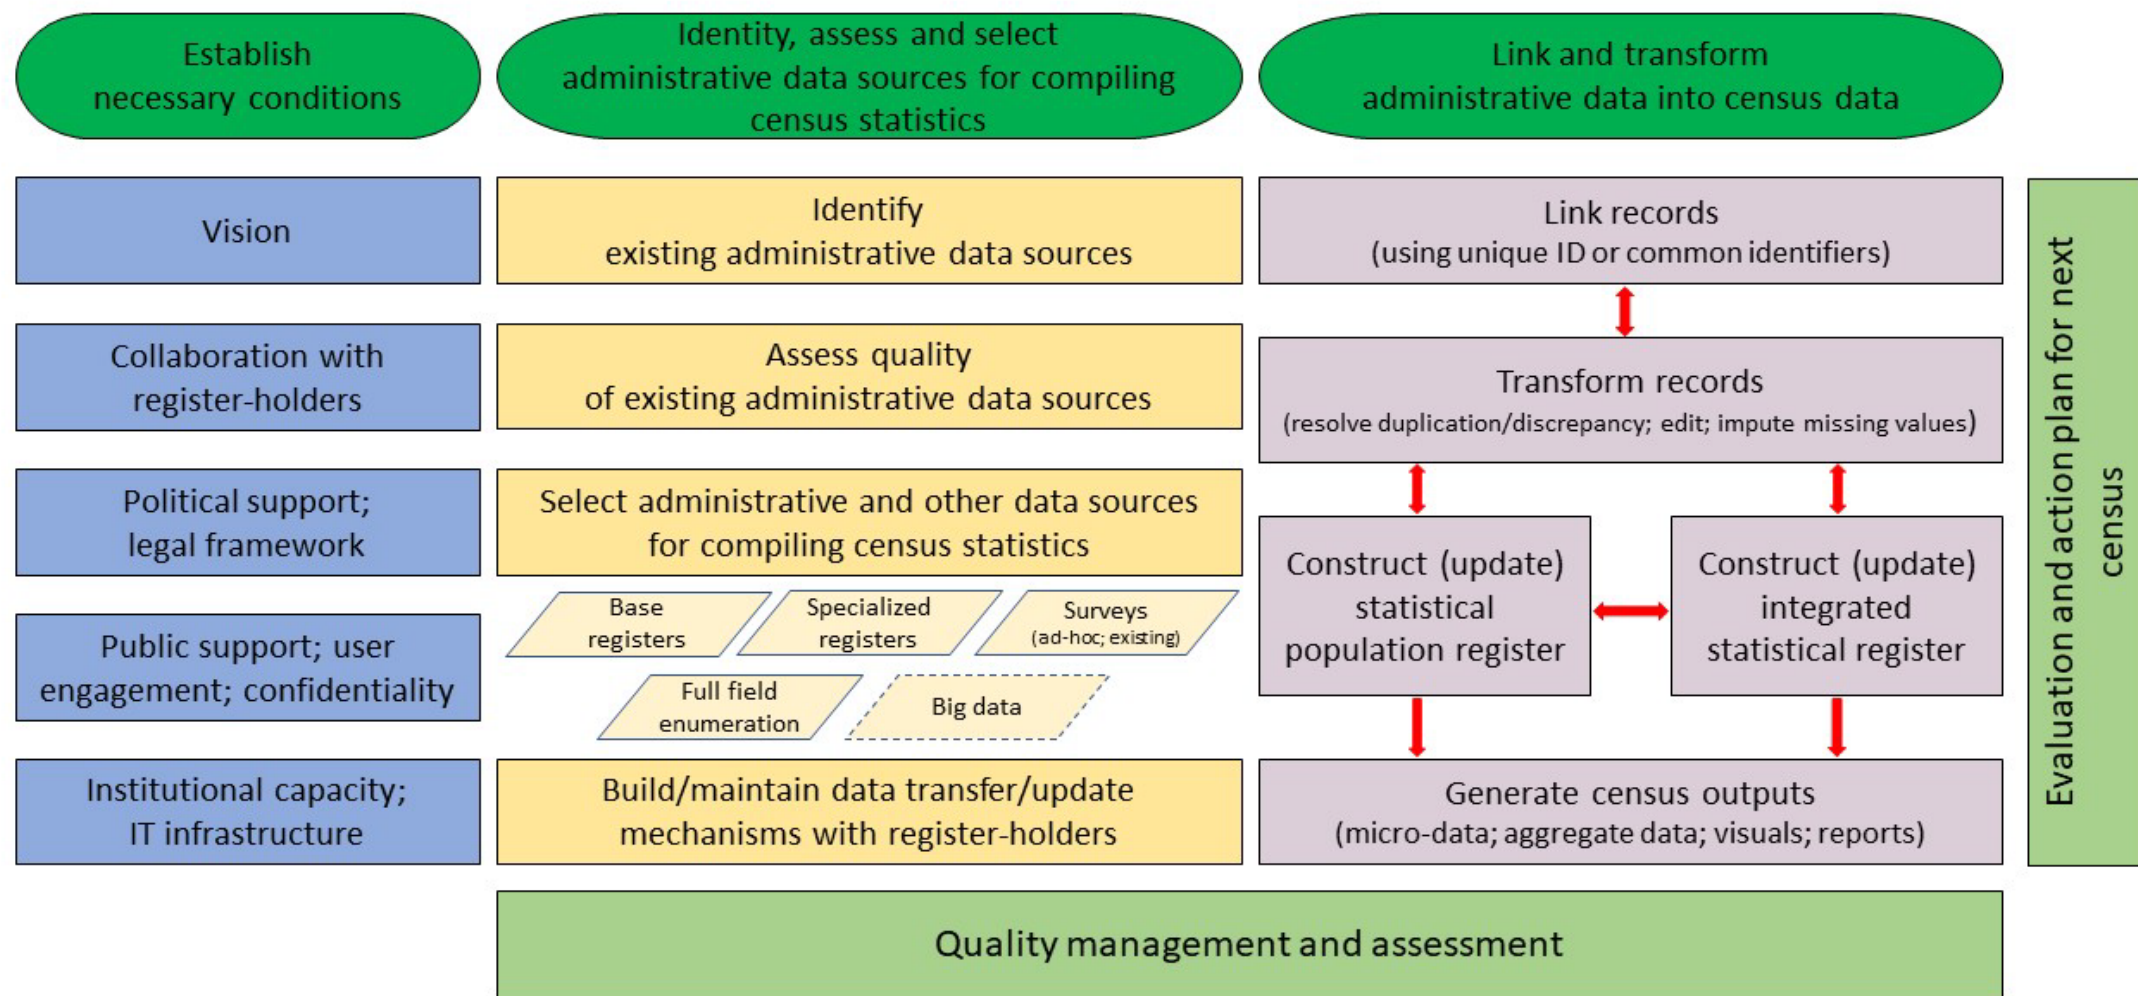 Establish
necessary conditions
Identity, assess and select
administrative data sources for compiling
census statistics
Link and transform
administrative data into census data
Vision
Collaboration with
register-holders
Political support;
legal framework
Public support; user
engagement; confidentiality
Institutional capacity;
IT infrastructure
Identify
existing administrative data sources
Assess quality
of existing administrative data sources
Select administrative and other data sources
for compiling census statistics
Base
registers
Specialized
registers
Surveys
(ad-hoc; existing)
Full field
enumeration
Big data
Build/maintain data transfer/update
mechanisms with register-holders
Link records
(using unique ID or common identifiers)
Transform records
(resolve duplication/discrepancy; edit; impute missing values)
Construct (update)
statistical
population register
Construct (update)
integrated
statistical register
Generate census outputs
(micro-data; aggregate data; visuals; reports)
Evaluation and action plan for next
census
Quality management and assessment